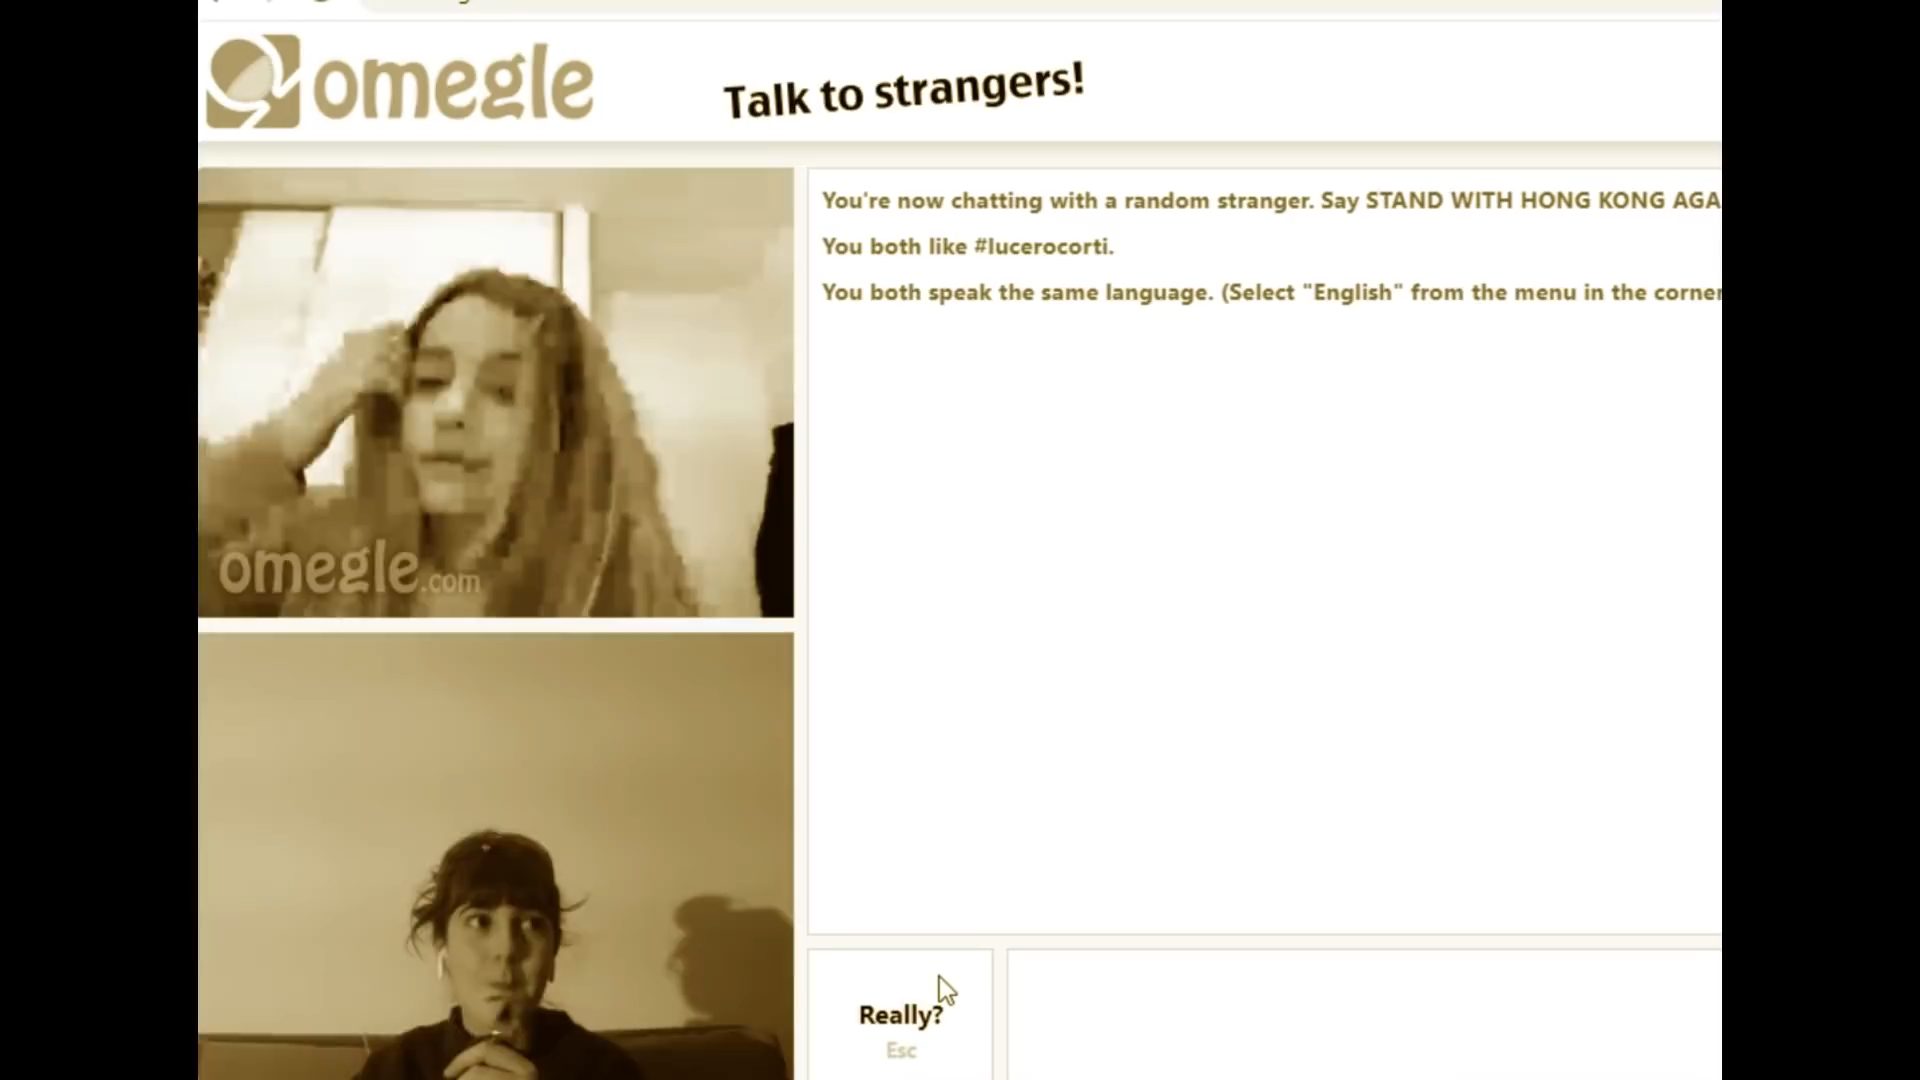 omegle
Talk to strangers!
You're now chatting with a random stranger. Say STAND WITH HONG KONG AGA
You both like #lucerocorti.
You both speak the same language. (Select "English" from the menu in the corner
omegle.com
Really?
Esc